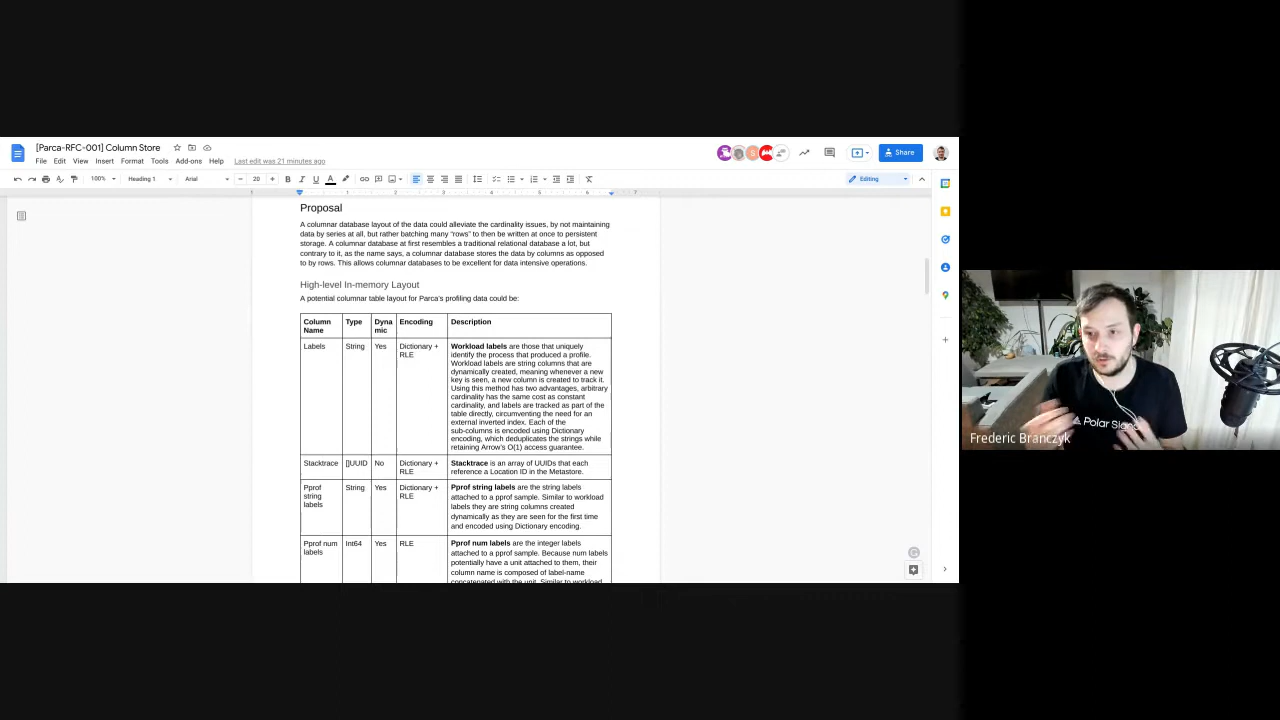 [Parca-RFC-001] Column Store
File Edit View Insert Format Tools Add-ons Help Last edit was 21 minutes ago
Share
100% Heading 1 Arial 20 B I U A
Editing
1 1 2 3 4 5 6 7
Proposal
A columnar database layout of the data could alleviate the cardinality issues, by not maintaining
data by series at all, but rather batching many “rows” to then be written at once to persistent
storage. A columnar database at first resembles a traditional relational database a lot, but
contrary to it, as the name says, a columnar database stores the data by columns as opposed
to by rows. This allows columnar databases to be excellent for data intensive operations.
High-level In-memory Layout
A potential columnar table layout for Parca's profiling data could be:
Column
Name
Type
Dyna
mic
Encoding
Description
Labels
String
Yes
Dictionary +
RLE
Workload labels are those that uniquely
identify the process that produced a profile.
Workload labels are string columns that are
dynamically created, meaning whenever a new
key is seen, a new column is created to track it.
Using this method has two advantages, arbitrary
cardinality has the same cost as constant
cardinality, and labels are tracked as part of the
table directly, circumventing the need for an
external inverted index. Each of the
sub-columns is encoded using Dictionary
encoding, which deduplicates the strings while
retaining Arrow's O(1) access guarantee.
Stacktrace
[]UUID
No
Dictionary +
RLE
Stacktrace is an array of UUIDs that each
reference a Location ID in the Metastore.
Pprof
string
labels
String
Yes
Dictionary +
RLE
Pprof string labels are the string labels
attached to a pprof sample. Similar to workload
labels they are string columns created
dynamically as they are seen for the first time
and encoded using Dictionary encoding.
Pprof num
labels
Int64
Yes
RLE
Pprof num labels are the integer labels
attached to a pprof sample. Because num labels
potentially have a unit attached to them, their
column name is composed of label-name
concatenated with the unit. Similar to workload
Polar
Frederic Branczyk